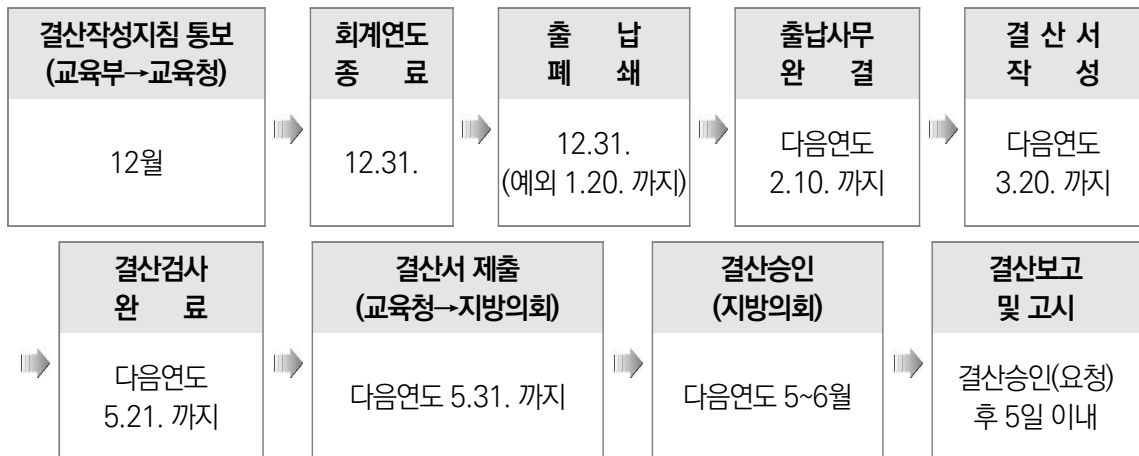 결산작성지침 통보
(교육부→교육청)
12월
회계연도
종 료
12.31.
출 납
폐 쇄
12.31.
(예외 1.20. 까지)
출납사무
완 결
다음연도
2.10. 까지
결 산 서
작 성
다음연도
3.20. 까지
결산검사
완 료
다음연도
5.21. 까지
결산서 제출
(교육청→지방의회)
다음연도 5.31. 까지
결산승인
(지방의회)
다음연도 5~6월
결산보고
및 고시
결산승인(요청)
후 5일 이내